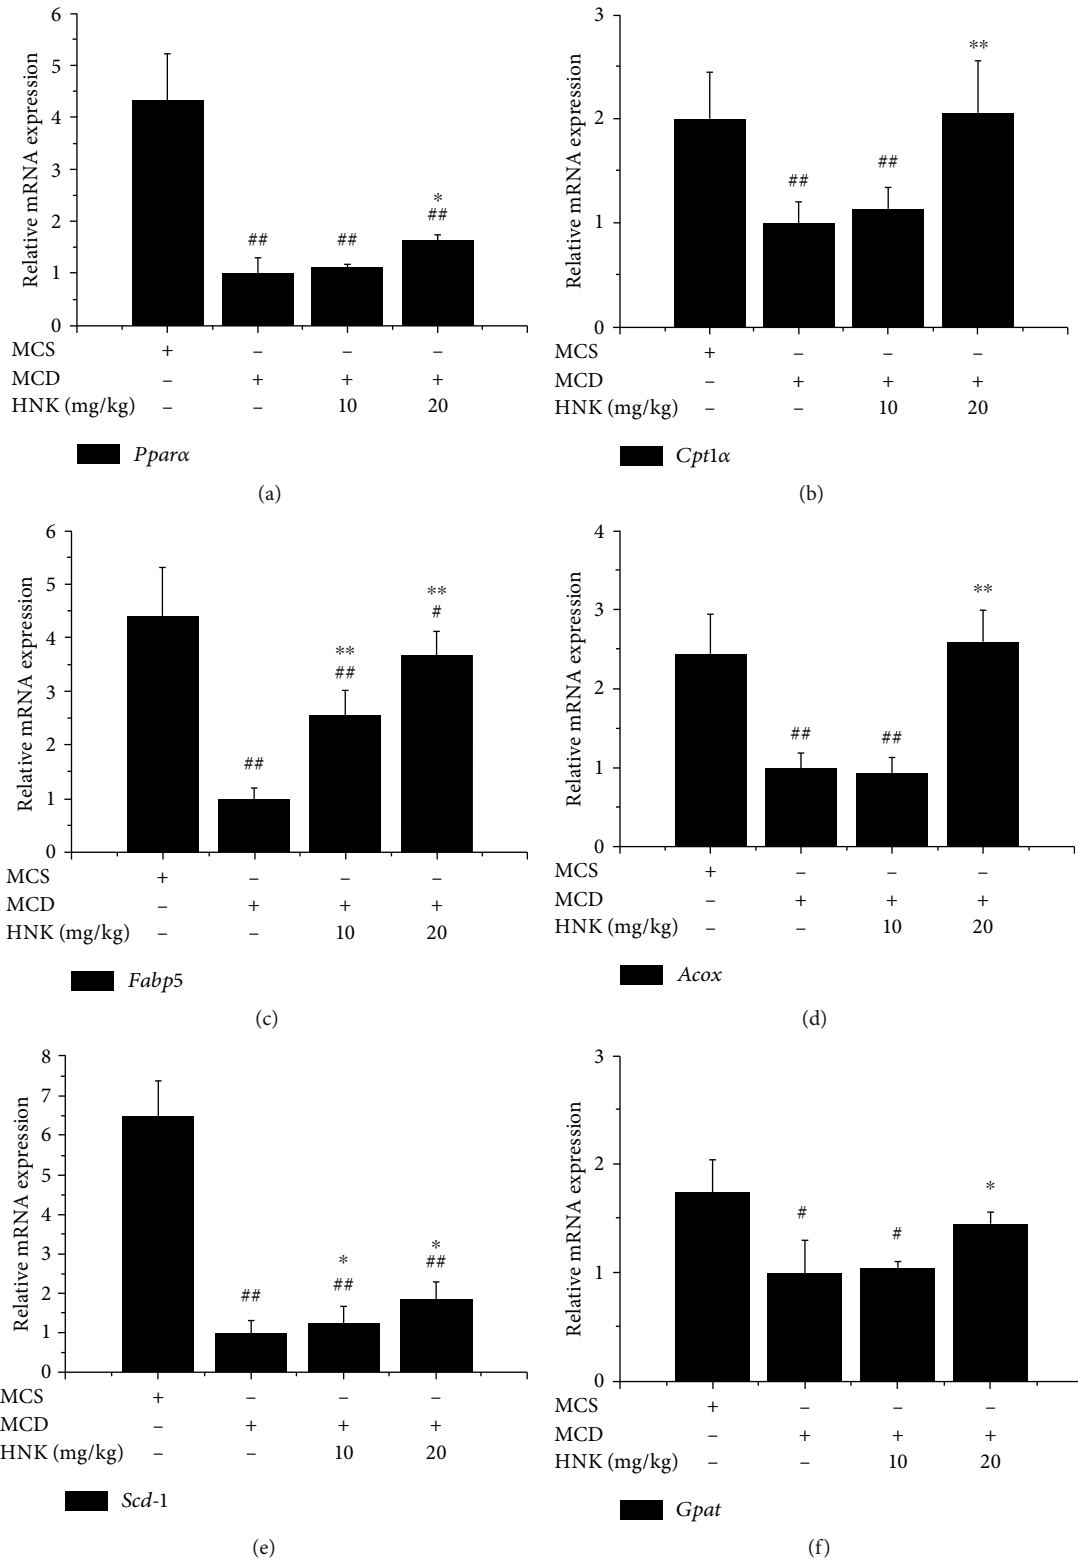 6
5
4
3
2
1
0
Relative mRNA expression
## ## * ##
MCS + – – –
MCD – + + +
HNK (mg/kg) – – 10 20
Pparα
(a)
3
2
1
0
Relative mRNA expression
## ## **
MCS + – – –
MCD – + + +
HNK (mg/kg) – – 10 20
Cpt1α
(b)
6
5
4
3
2
1
0
Relative mRNA expression
## ** ## ** #
MCS + – – –
MCD – + + +
HNK (mg/kg) – – 10 20
Fabp5
(c)
4
3
2
1
0
Relative mRNA expression
## ## **
MCS + – – –
MCD – + + +
HNK (mg/kg) – – 10 20
Acox
(d)
8
7
6
5
4
3
2
1
0
Relative mRNA expression
## * ## * ##
MCS + – – –
MCD – + + +
HNK (mg/kg) – – 10 20
Scd-1
(e)
3
2
1
0
Relative mRNA expression
# # *
MCS + – – –
MCD – + + +
HNK (mg/kg) – – 10 20
Gpat
(f)